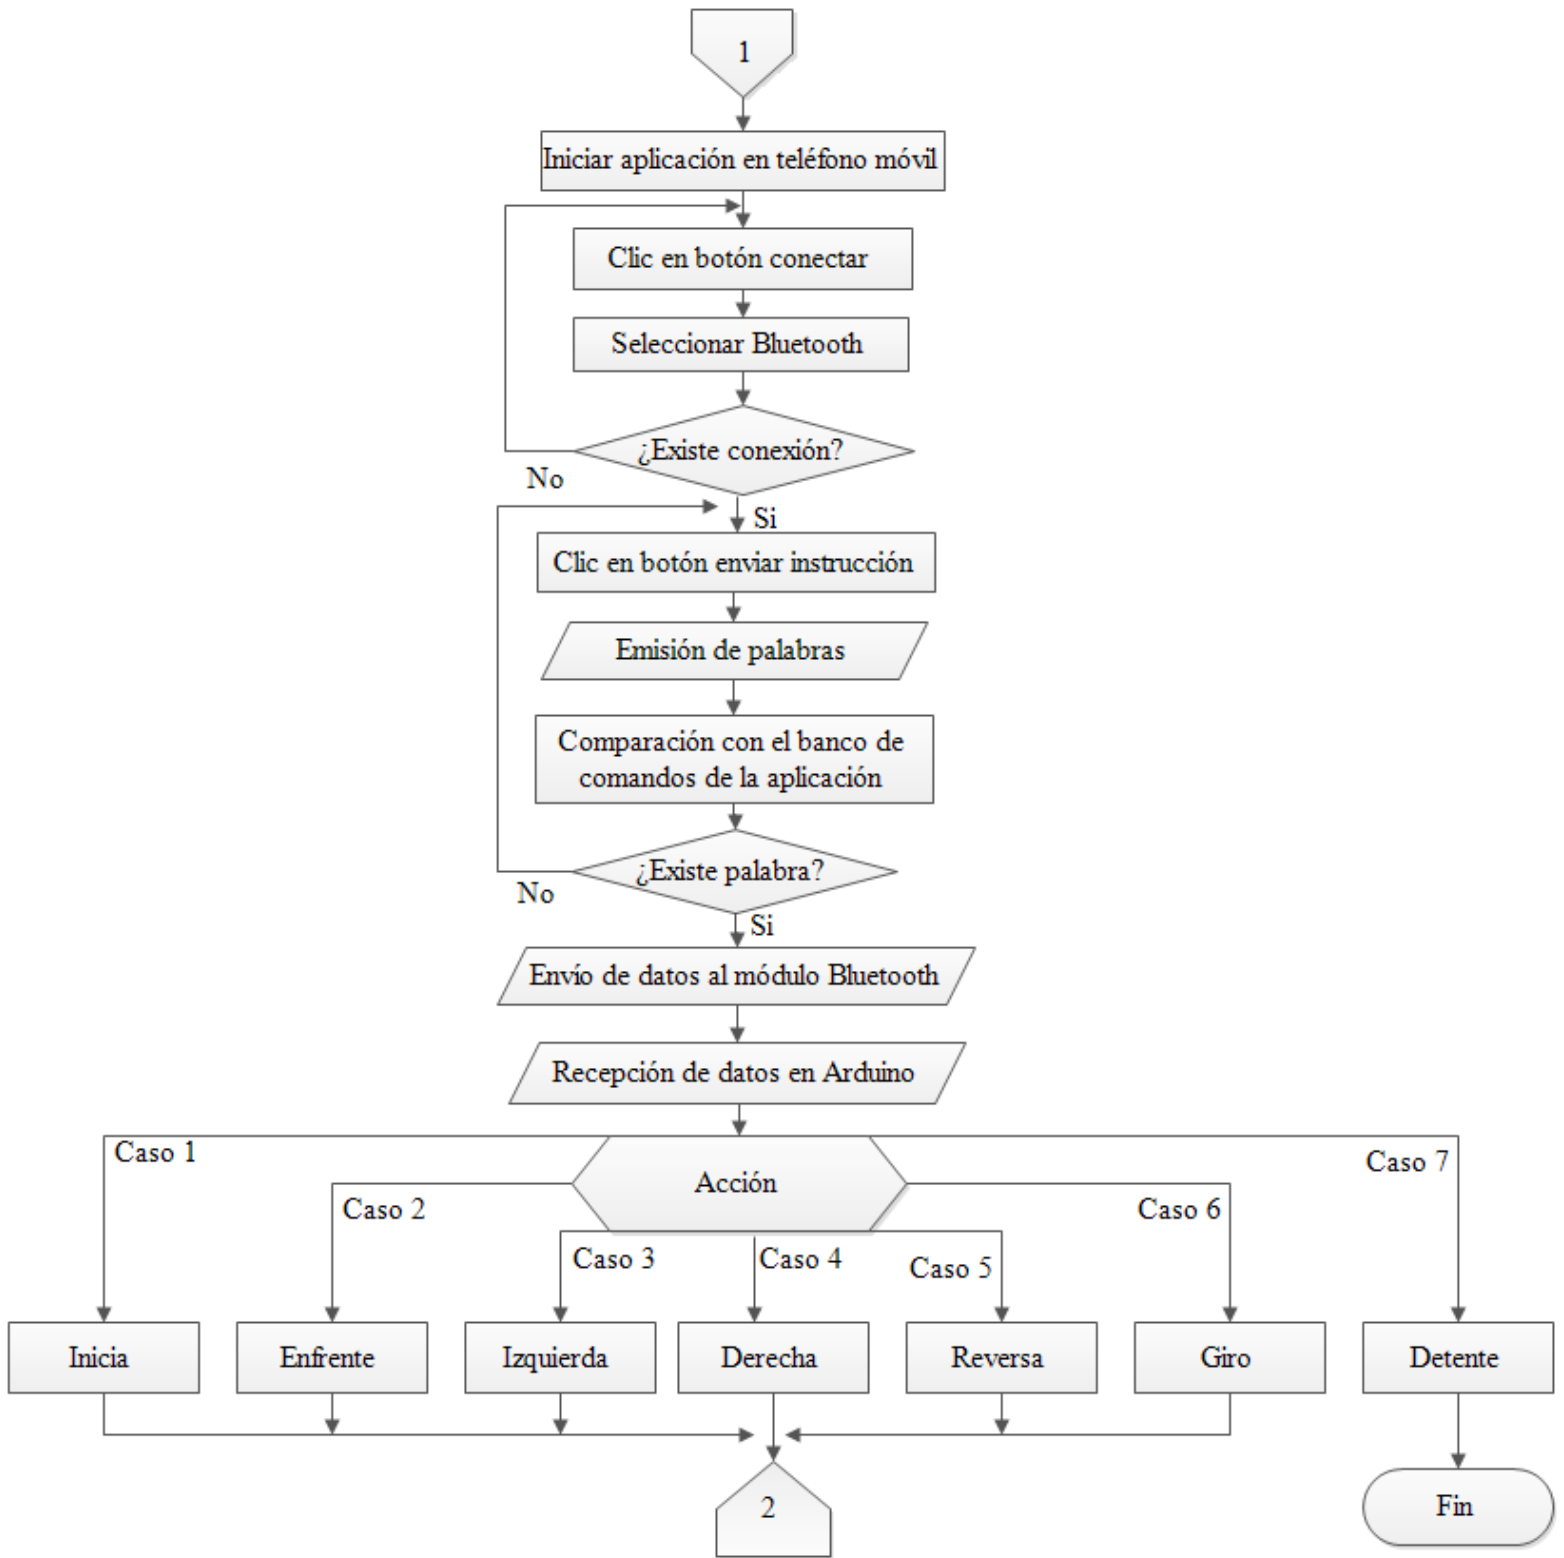 1
Iniciar aplicación en teléfono móvil
Clic en botón conectar
Seleccionar Bluetooth
¿Existe conexión?
No
Si
Clic en botón enviar instrucción
Emisión de palabras
Comparación con el banco de
comandos de la aplicación
¿Existe palabra?
No
Si
Envío de datos al módulo Bluetooth
Recepción de datos en Arduino
Acción
Caso 1
Caso 2
Caso 3
Caso 4
Caso 5
Caso 6
Caso 7
Inicia
Enfrente
Izquierda
Derecha
Reversa
Giro
Detente
2
Fin